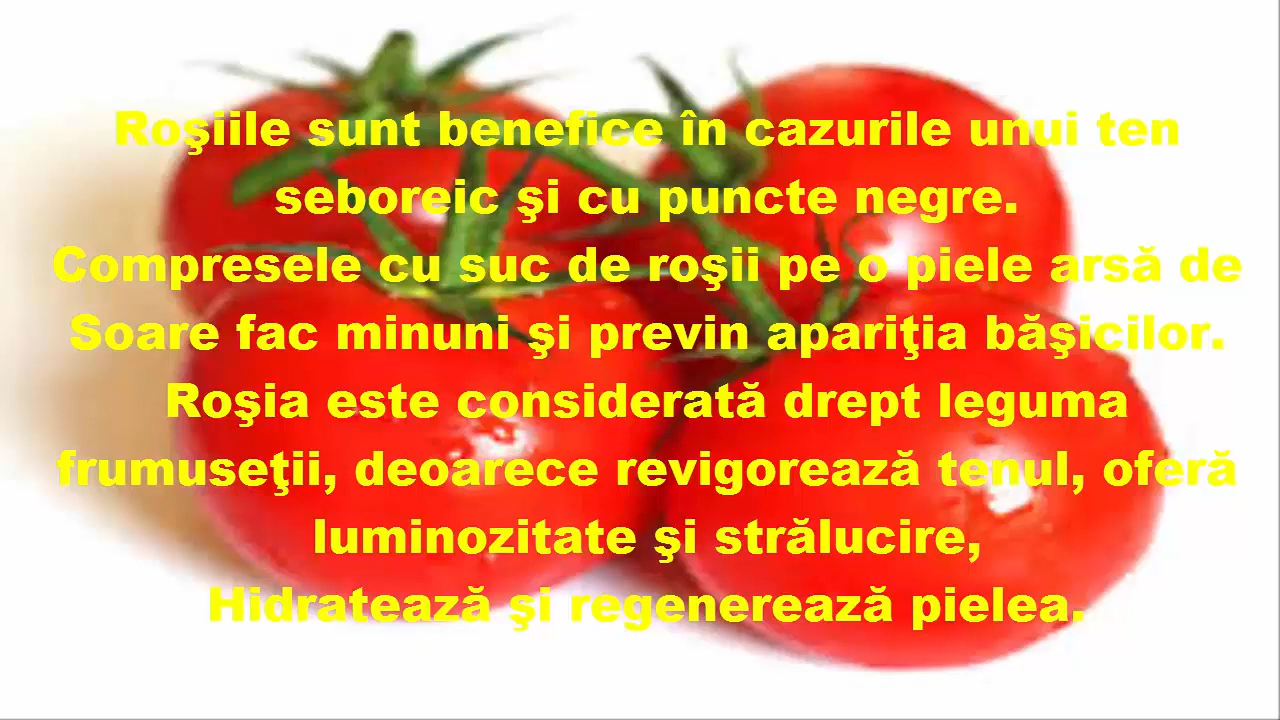 Roşiile sunt benefice în cazurile unui ten
seboreic şi cu puncte negre.
Compresele cu suc de roşii pe o piele arsă de
Soare fac minuni şi previn apariţia băşicilor.
Roşia este considerată drept leguma
frumuseţii, deoarece revigorează tenul, oferă
luminozitate şi strălucire,
Hidratează şi regenerează pielea.